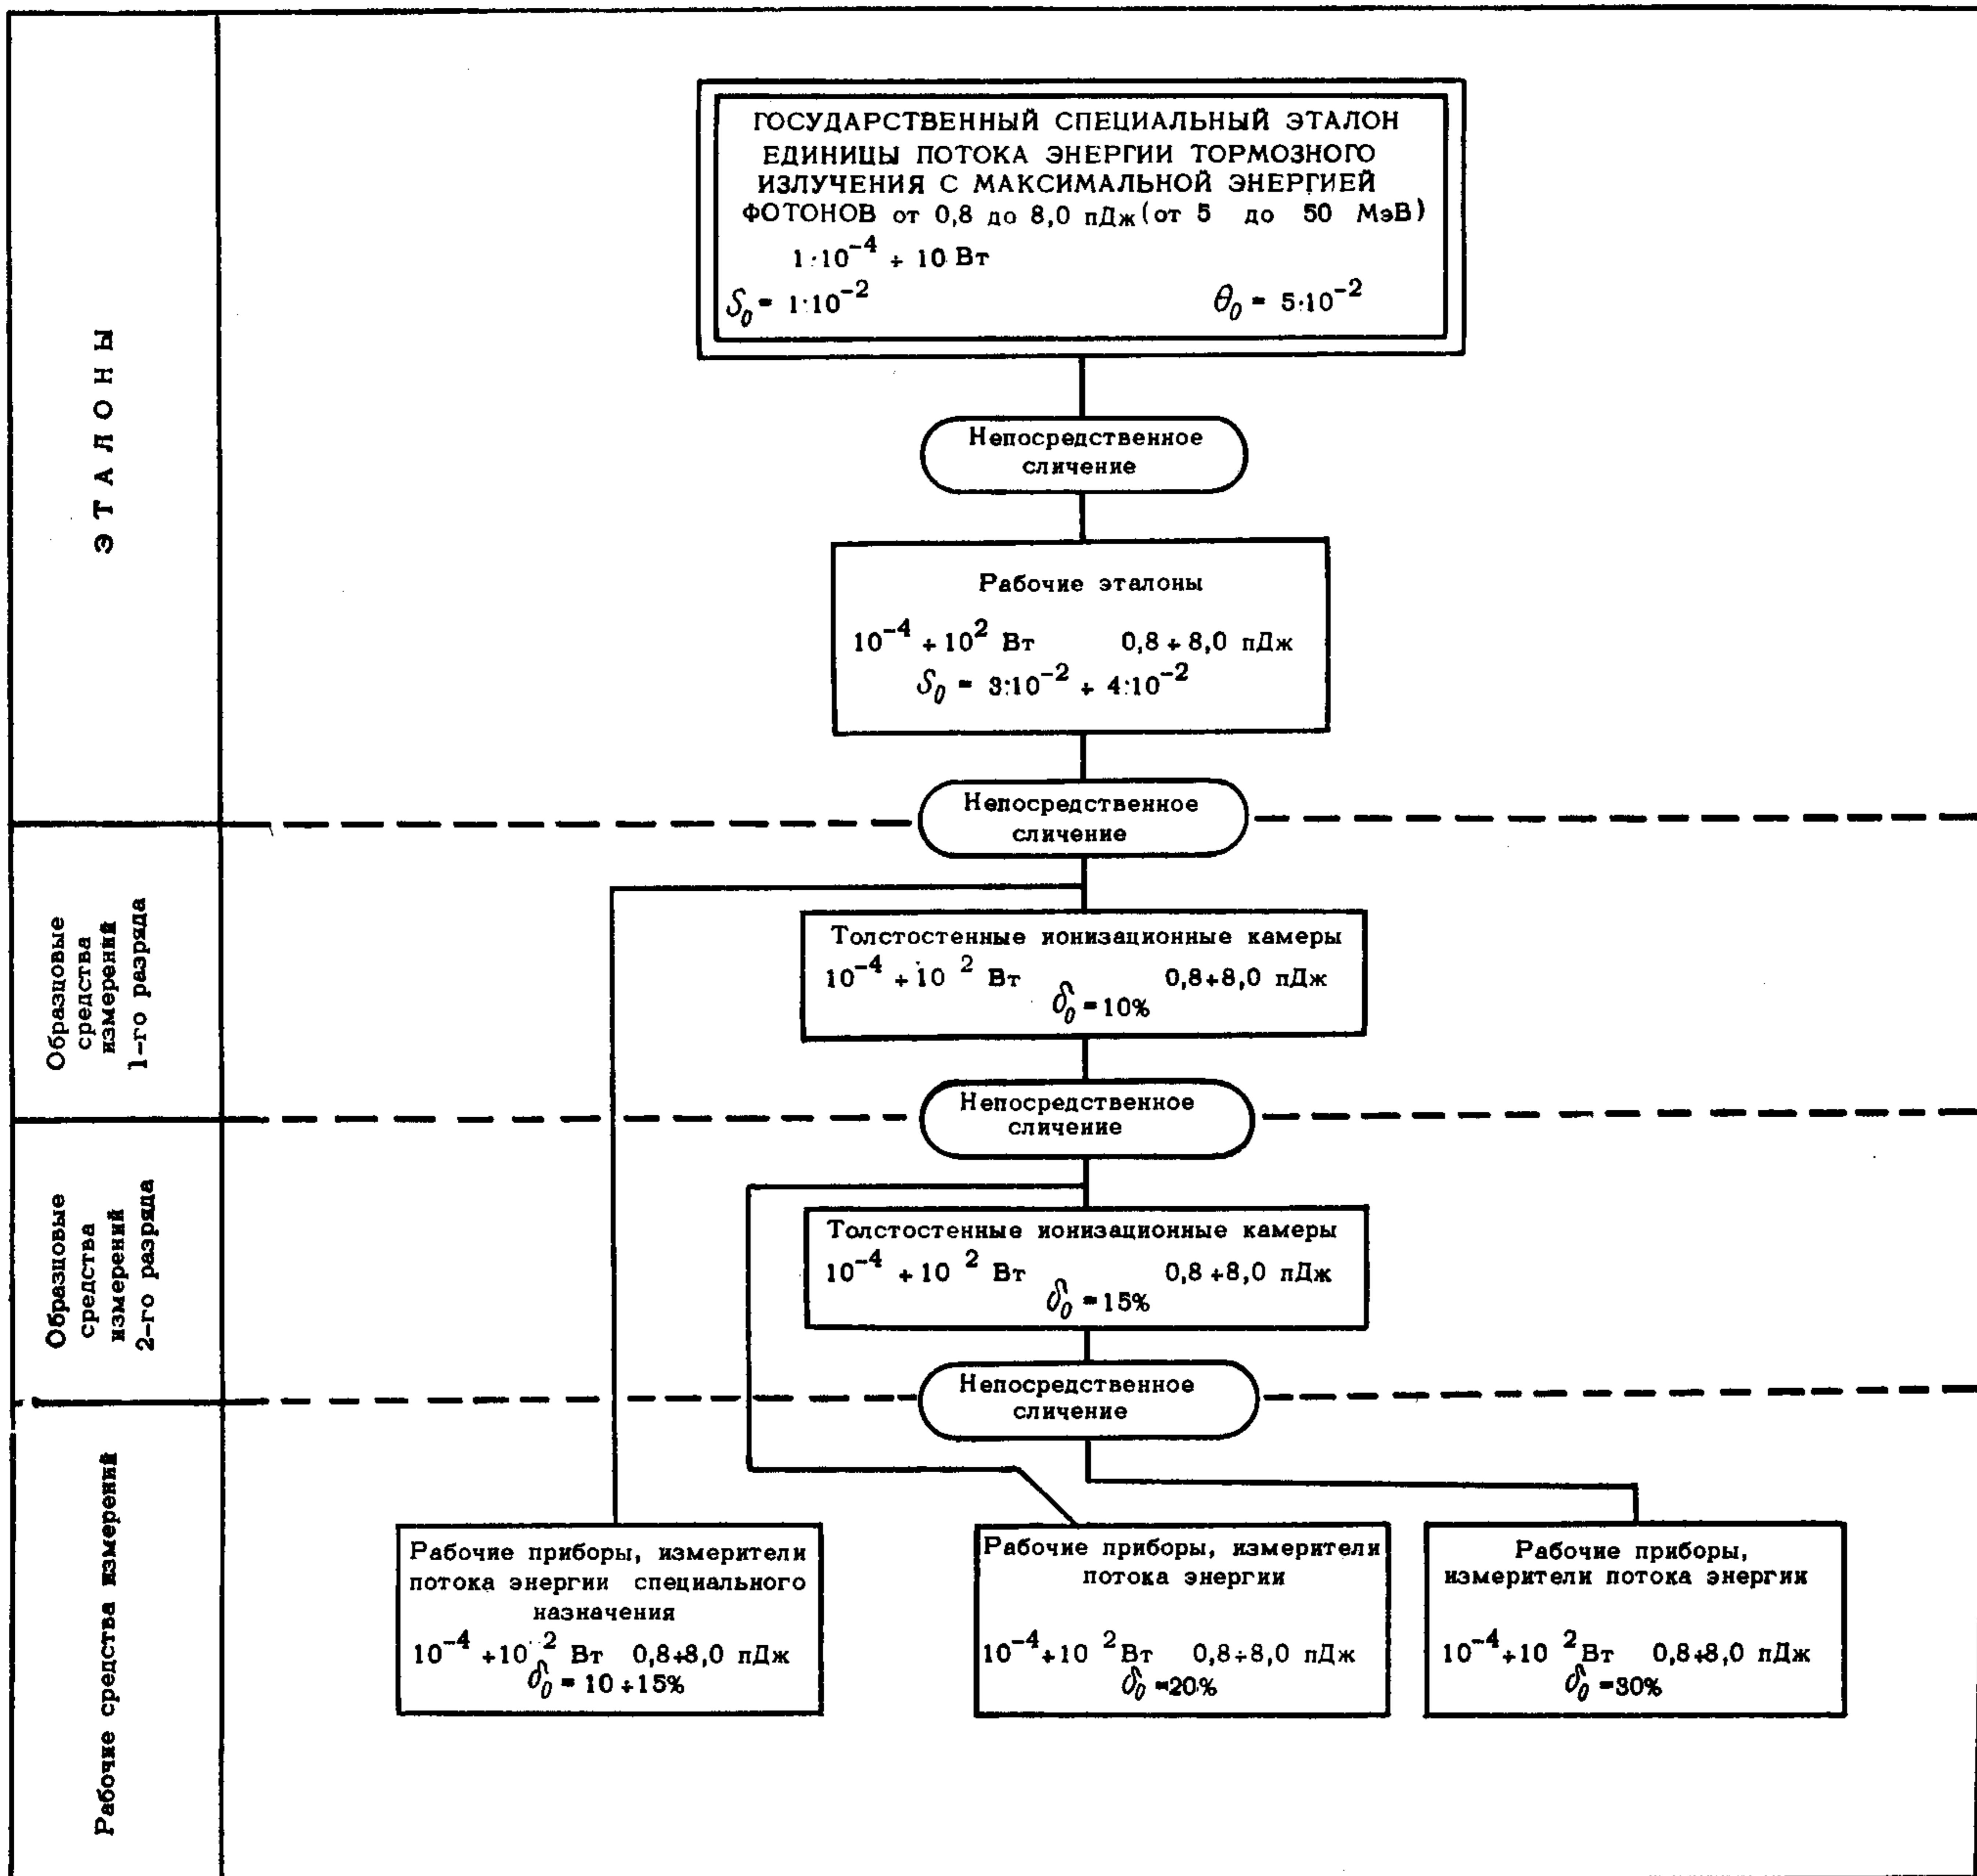 ЭТАЛОНЫ
ГОСУДАРСТВЕННЫЙ СПЕЦИАЛЬНЫЙ ЭТАЛОН
ЕДИНИЦЫ ПОТОКА ЭНЕРГИИ ТОРМОЗНОГО
ИЗЛУЧЕНИЯ С МАКСИМАЛЬНОЙ ЭНЕРГИЕЙ
ФОТОНОВ от 0,8 до 8,0 пДж (от 5 до 50 МэВ)
1·10⁻⁴ ÷ 10 Вт
S₀ = 1·10⁻² θ₀ = 5·10⁻²
Непосредственное
сличение
Рабочие эталоны
10⁻⁴ ÷ 10² Вт 0,8 ÷ 8,0 пДж
S₀ = 3·10⁻² ÷ 4·10⁻²
Непосредственное
сличение
Образцовые
средства
измерений
1-го разряда
Толстостенные ионизационные камеры
10⁻⁴ ÷ 10² Вт 0,8÷8,0 пДж
δ₀ = 10%
Непосредственное
сличение
Образцовые
средства
измерений
2-го разряда
Толстостенные ионизационные камеры
10⁻⁴ ÷ 10² Вт 0,8÷8,0 пДж
δ₀ = 15%
Непосредственное
сличение
Рабочие средства измерений
Рабочие приборы, измерители
потока энергии специального
назначения
10⁻⁴ ÷ 10² Вт 0,8÷8,0 пДж
δ₀ = 10 ÷ 15%
Рабочие приборы, измерители
потока энергии
10⁻⁴ ÷ 10² Вт 0,8÷8,0 пДж
δ₀ = 20%
Рабочие приборы,
измерители потока энергии
10⁻⁴ ÷ 10² Вт 0,8÷8,0 пДж
δ₀ = 30%